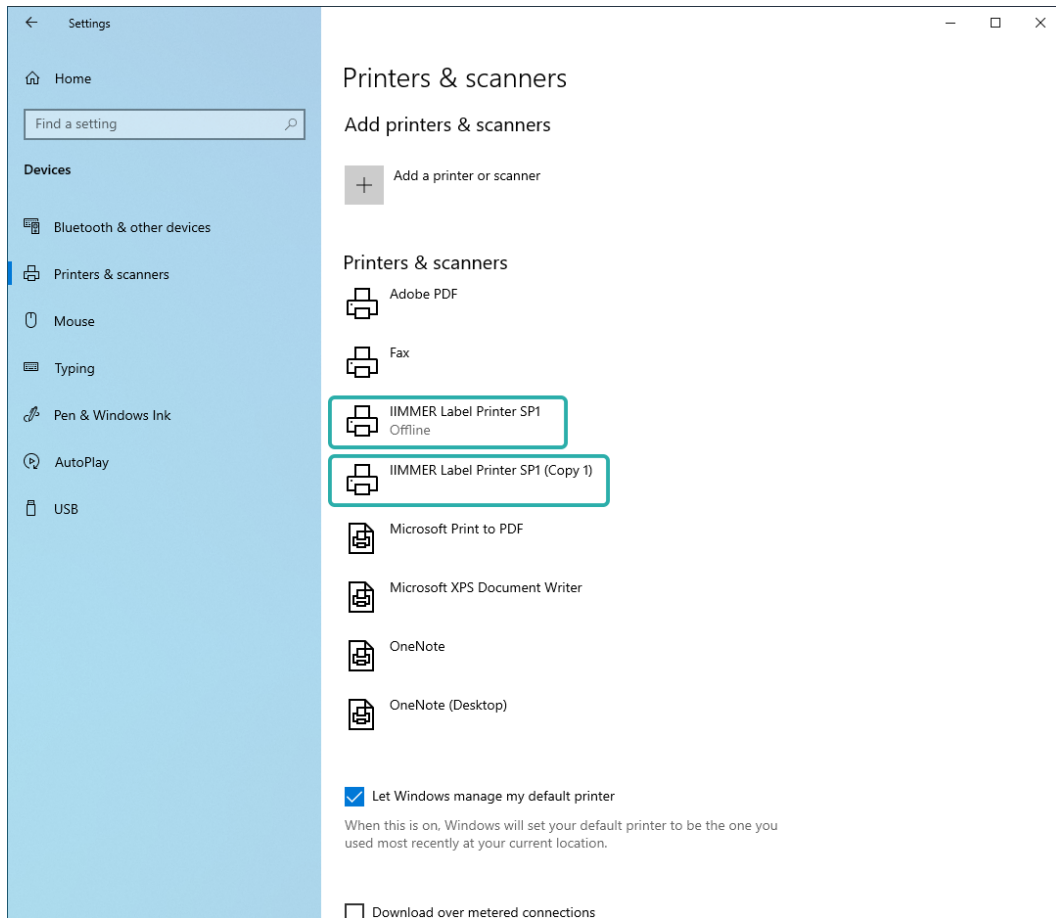 Settings
Home
Find a setting
Devices
Bluetooth & other devices
Printers & scanners
Mouse
Typing
Pen & Windows Ink
AutoPlay
USB
Printers & scanners
Add printers & scanners
Add a printer or scanner
Printers & scanners
Adobe PDF
Fax
IIMMER Label Printer SP1
Offline
IIMMER Label Printer SP1 (Copy 1)
Microsoft Print to PDF
Microsoft XPS Document Writer
OneNote
OneNote (Desktop)
Let Windows manage my default printer
When this is on, Windows will set your default printer to be the one you
used most recently at your current location.
Download over metered connections